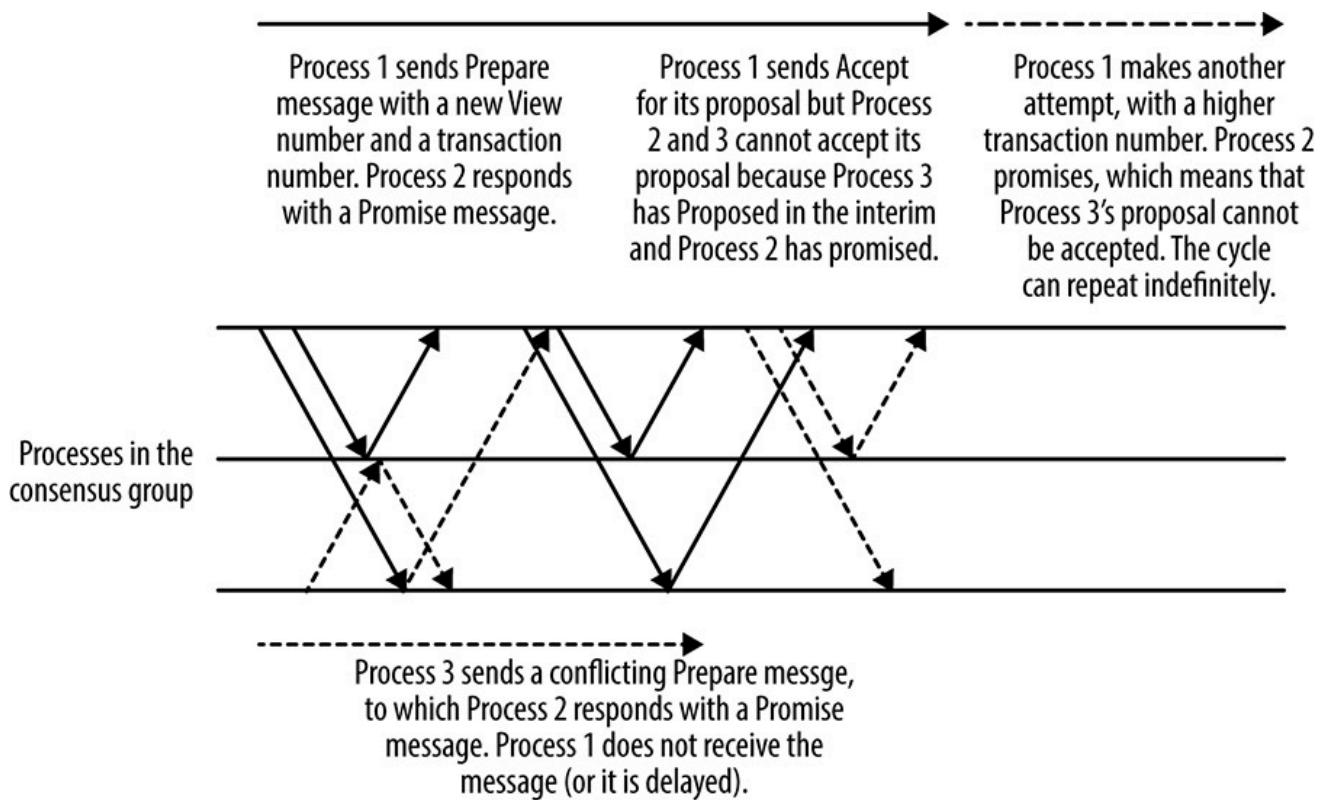 Process 1 sends Prepare
message with a new View
number and a transaction
number. Process 2 responds
with a Promise message.
Process 1 sends Accept
for its proposal but Process
2 and 3 cannot accept its
proposal because Process 3
has Proposed in the interim
and Process 2 has promised.
Process 1 makes another
attempt, with a higher
transaction number. Process 2
promises, which means that
Process 3’s proposal cannot
be accepted. The cycle
can repeat indefinitely.
Processes in the
consensus group
Process 3 sends a conflicting Prepare messge,
to which Process 2 responds with a Promise
message. Process 1 does not receive the
message (or it is delayed).